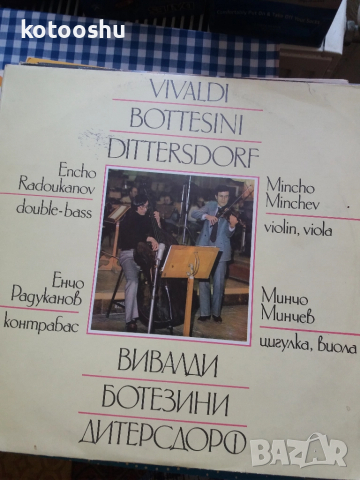 kotooshu
VIVALDI
BOTTESINI
DITTERSDORF
Encho
Radoukanov
double-bass
Mincho
Minchev
violin, viola
Енчо
Радуканов
контрабас
Минчо
Минчев
цигулка, виола
ВИВАЛДИ
БОТЕЗИНИ
ДИТЕРСДОРФ
BAZAR